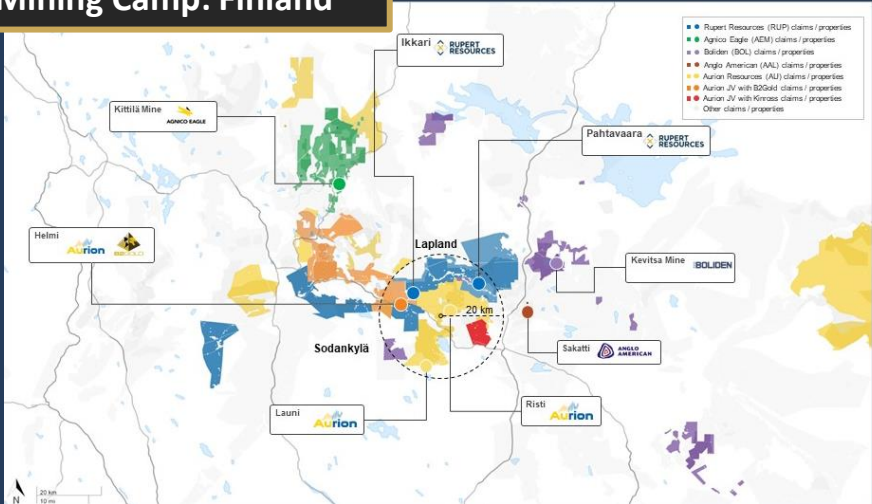 Mining Camp: Finland
Rupert Resources (RUP) claims / properties
Agnico Eagle (AEM) claims / properties
Boliden (BOL) claims / properties
Anglo American (AAL) claims / properties
Aurion Resources (AU) claims / properties
Aurion JV with B2Gold claims / properties
Aurion JV with Kinross claims / properties
Other claims / properties
Ikkari RUPERT
RESOURCES
Kittilä Mine
AGNICO EAGLE
Pahtavaara RUPERT
RESOURCES
Helmi
Aurion B2GOLD
Lapland
Kevitsa Mine BOLIDEN
20 km
Sodankylä
Sakatti ANGLO
AMERICAN
Launi
Aurion
Risti
Aurion
N
20 km
10 mi